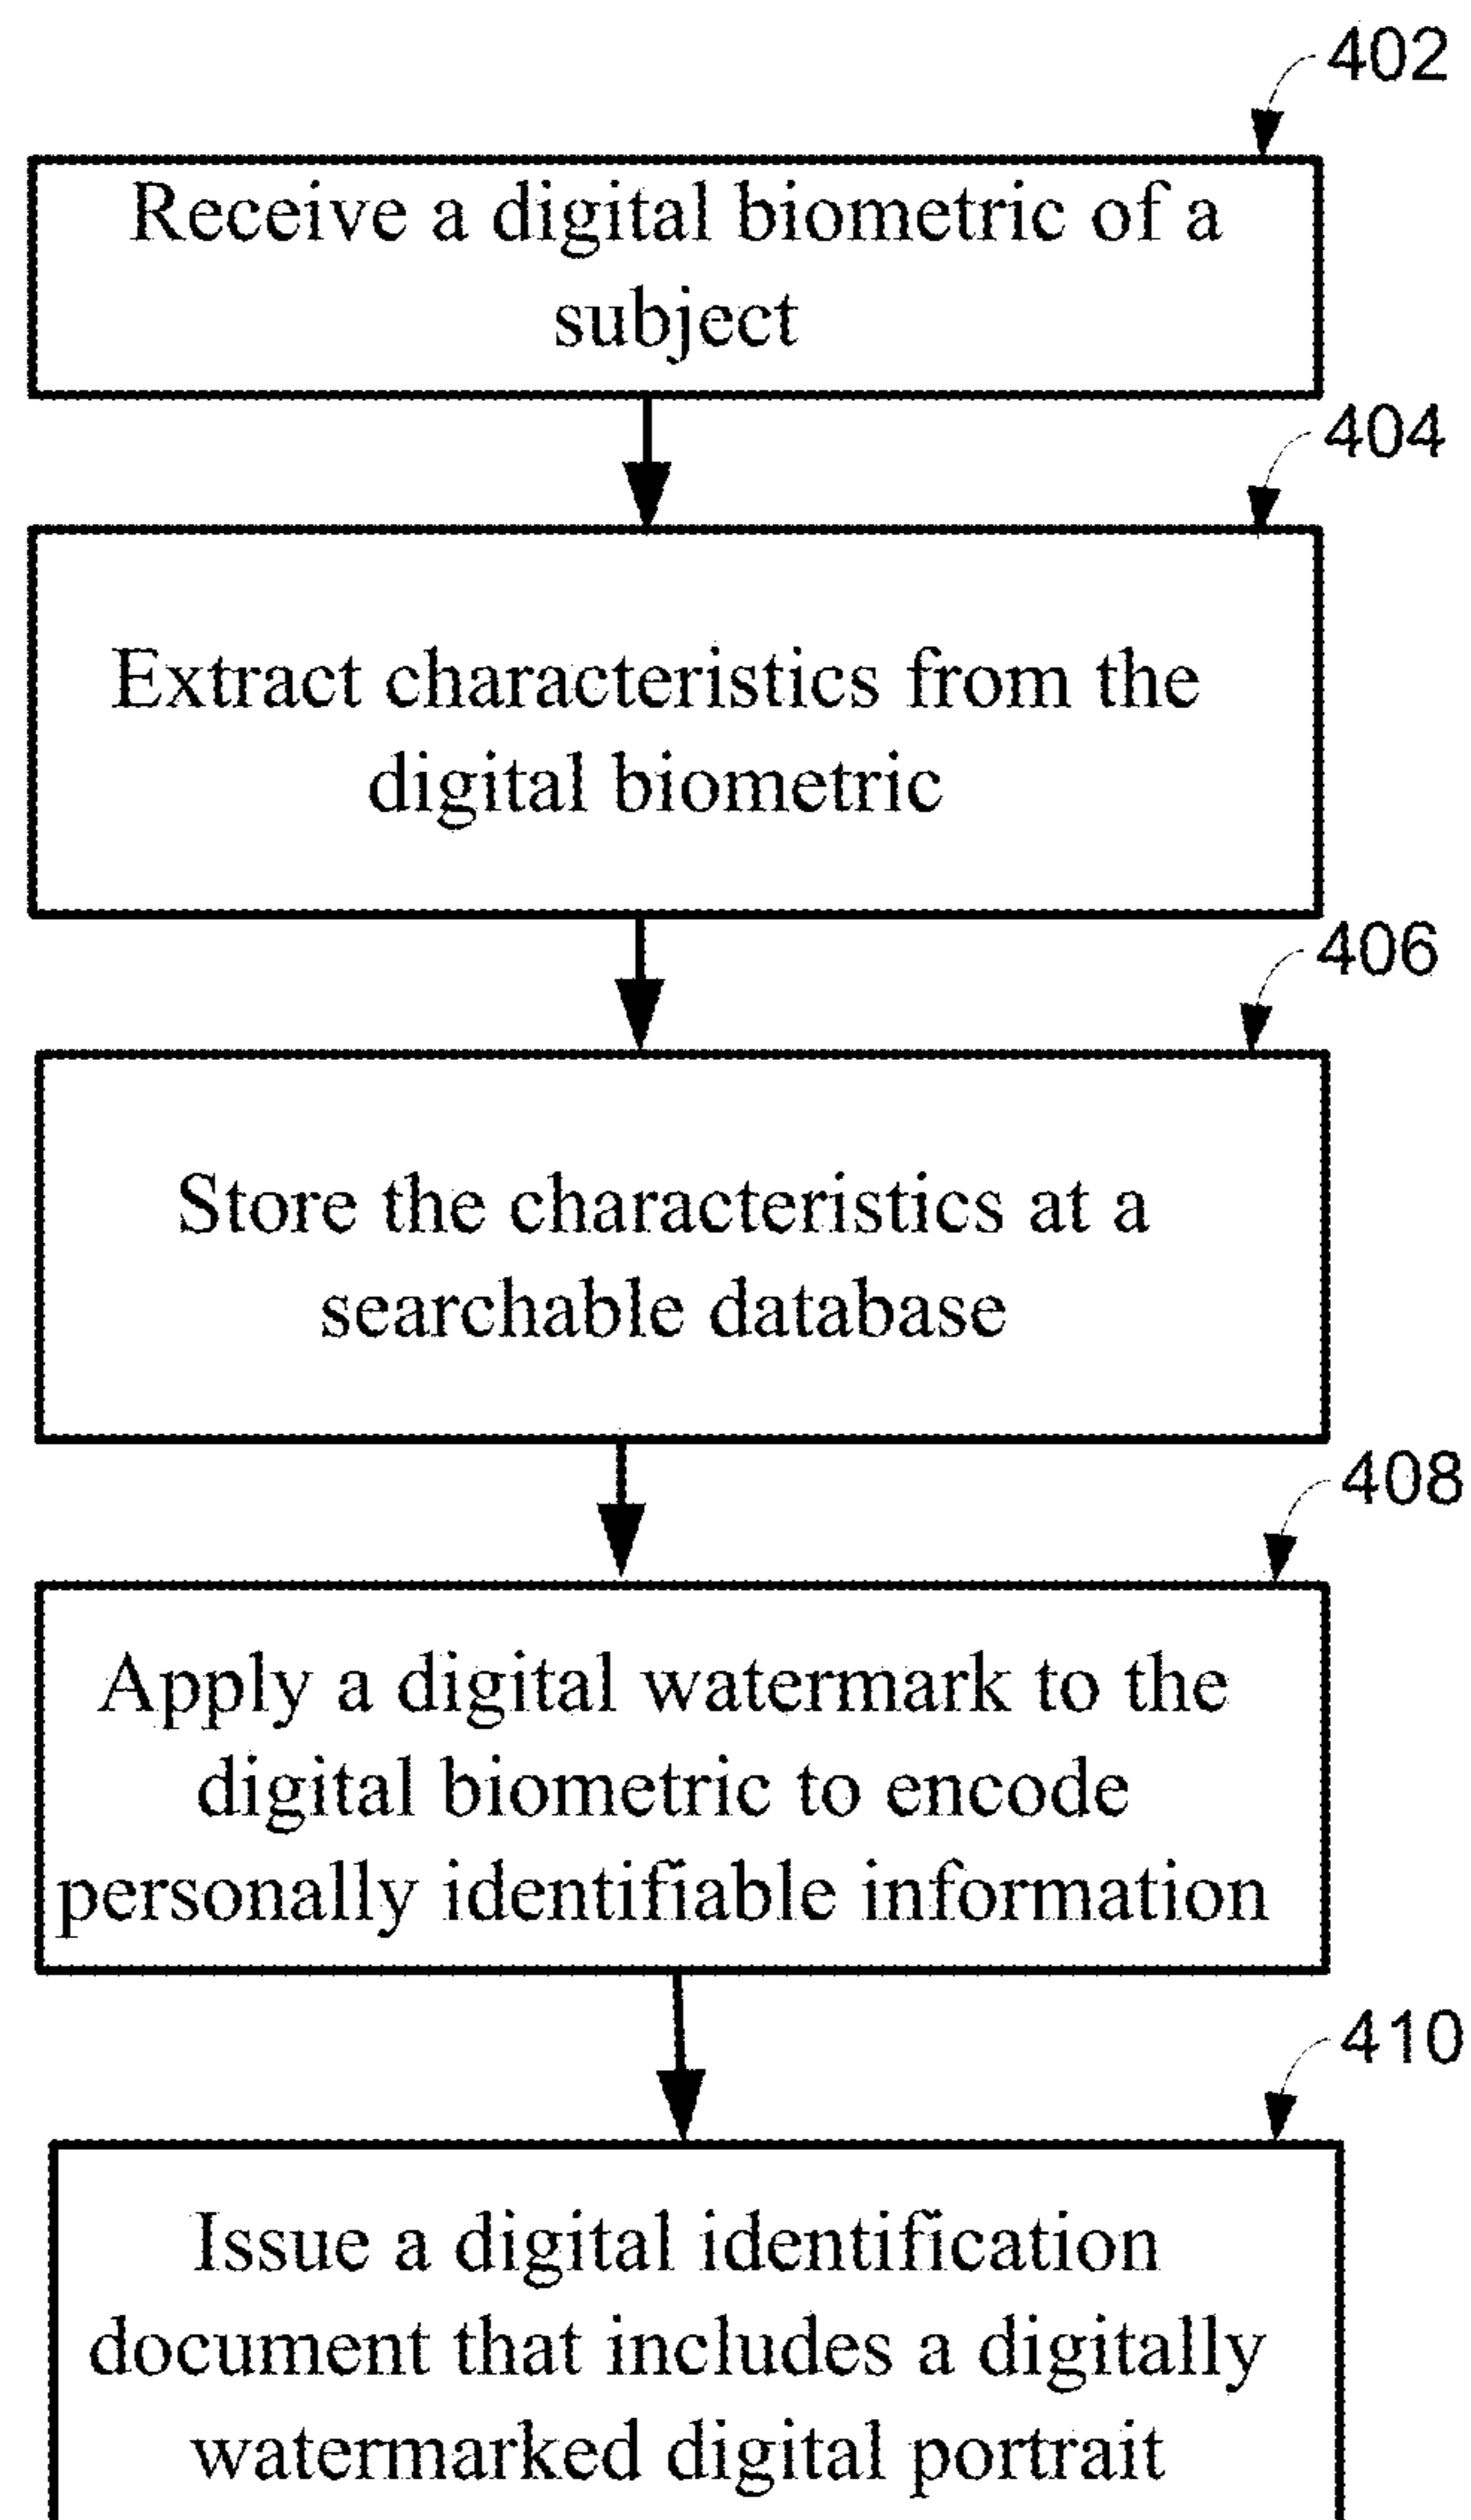 402
Receive a digital biometric of a
subject
404
Extract characteristics from the
digital biometric
406
Store the characteristics at a
searchable database
408
Apply a digital watermark to the
digital biometric to encode
personally identifiable information
410
Issue a digital identification
document that includes a digitally
watermarked digital portrait